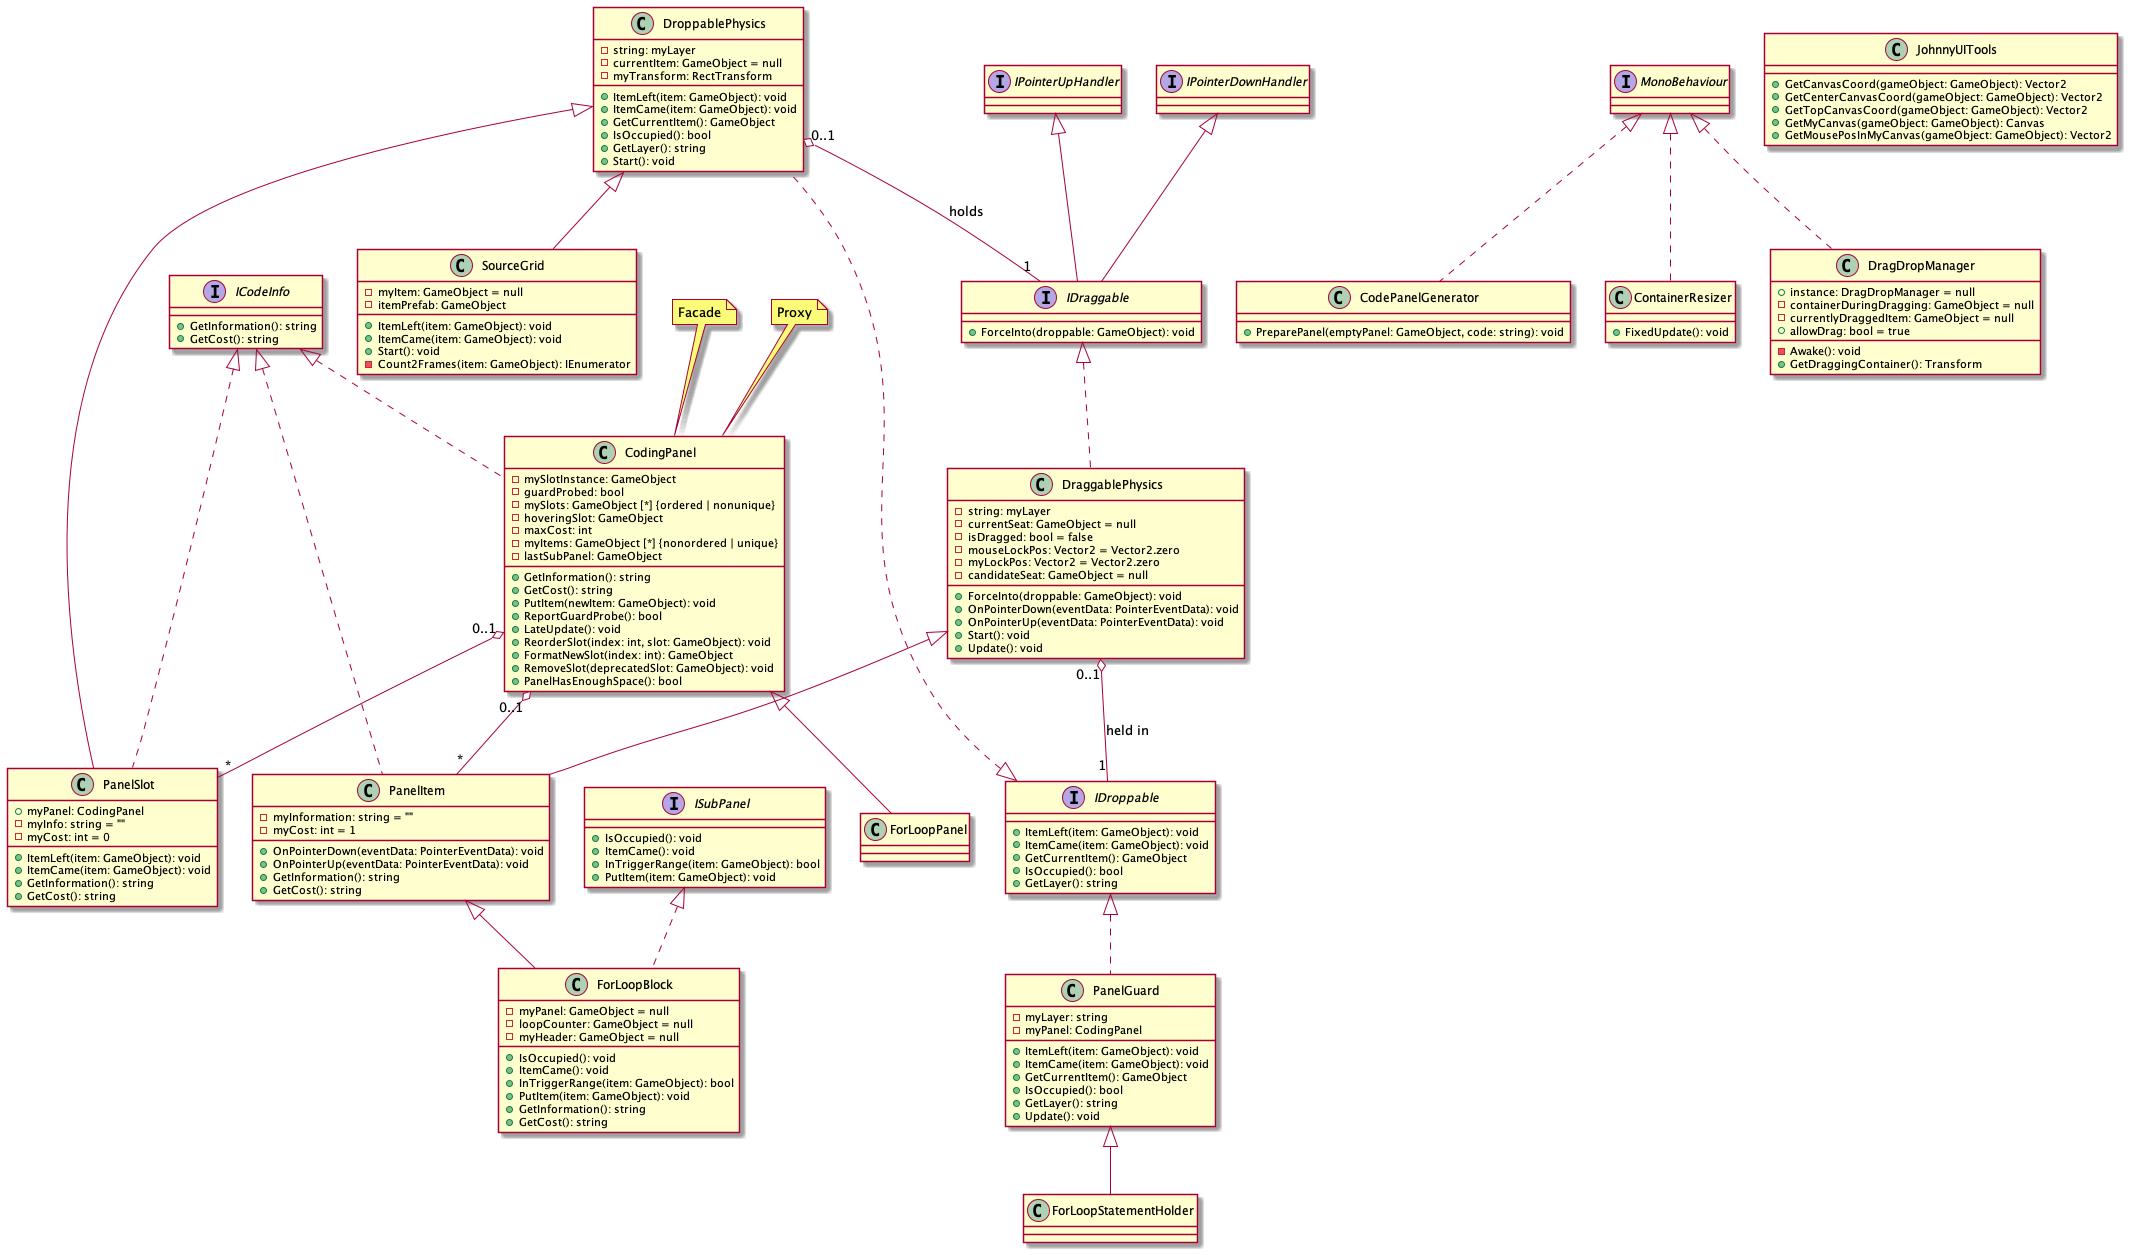 DroppablePhysics
string: myLayer
currentItem: GameObject = null
myTransform: RectTransform
ItemLeft(item: GameObject): void
ItemCame(item: GameObject): void
GetCurrentItem(): GameObject
IsOccupied(): bool
GetLayer(): string
Start(): void
IPointerUpHandler
IPointerDownHandler
MonoBehaviour
JohnnyUITools
GetCanvasCoord(gameObject: GameObject): Vector2
GetCenterCanvasCoord(gameObject: GameObject): Vector2
GetTopCanvasCoord(gameObject: GameObject): Vector2
GetMyCanvas(gameObject: GameObject): Canvas
GetMousePosInMyCanvas(gameObject: GameObject): Vector2
0..1
holds
1
ICodeInfo
GetInformation(): string
GetCost(): string
SourceGrid
myItem: GameObject = null
itemPrefab: GameObject
ItemLeft(item: GameObject): void
ItemCame(item: GameObject): void
Start(): void
Count2Frames(item: GameObject): IEnumerator
Facade
Proxy
IDraggable
ForceInto(droppable: GameObject): void
CodePanelGenerator
PreparePanel(emptyPanel: GameObject, code: string): void
ContainerResizer
FixedUpdate(): void
DragDropManager
instance: DragDropManager = null
containerDuringDragging: GameObject = null
currentlyDraggedItem: GameObject = null
allowDrag: bool = true
Awake(): void
GetDraggingContainer(): Transform
CodingPanel
mySlotInstance: GameObject
guardProbed: bool
mySlots: GameObject [*] {ordered | nonunique}
hoveringSlot: GameObject
maxCost: int
myItems: GameObject [*] {nonordered | unique}
lastSubPanel: GameObject
GetInformation(): string
GetCost(): string
PutItem(newItem: GameObject): void
ReportGuardProbe(): bool
LateUpdate(): void
ReorderSlot(index: int, slot: GameObject): void
FormatNewSlot(index: int): GameObject
RemoveSlot(deprecatedSlot: GameObject): void
PanelHasEnoughSpace(): bool
DraggablePhysics
string: myLayer
currentSeat: GameObject = null
isDragged: bool = false
mouseLockPos: Vector2 = Vector2.zero
myLockPos: Vector2 = Vector2.zero
candidateSeat: GameObject = null
ForceInto(droppable: GameObject): void
OnPointerDown(eventData: PointerEventData): void
OnPointerUp(eventData: PointerEventData): void
Start(): void
Update(): void
0..1
*
0..1
*
0..1
held in
1
PanelSlot
myPanel: CodingPanel
myInfo: string = ""
myCost: int = 0
ItemLeft(item: GameObject): void
ItemCame(item: GameObject): void
GetInformation(): string
GetCost(): string
PanelItem
myInformation: string = ""
myCost: int = 1
OnPointerDown(eventData: PointerEventData): void
OnPointerUp(eventData: PointerEventData): void
GetInformation(): string
GetCost(): string
ISubPanel
IsOccupied(): void
ItemCame(): void
InTriggerRange(item: GameObject): bool
PutItem(item: GameObject): void
ForLoopPanel
IDroppable
ItemLeft(item: GameObject): void
ItemCame(item: GameObject): void
GetCurrentItem(): GameObject
IsOccupied(): bool
GetLayer(): string
ForLoopBlock
myPanel: GameObject = null
loopCounter: GameObject = null
myHeader: GameObject = null
IsOccupied(): void
ItemCame(): void
InTriggerRange(item: GameObject): bool
PutItem(item: GameObject): void
GetInformation(): string
GetCost(): string
PanelGuard
myLayer: string
myPanel: CodingPanel
ItemLeft(item: GameObject): void
ItemCame(item: GameObject): void
GetCurrentItem(): GameObject
IsOccupied(): bool
GetLayer(): string
Update(): void
ForLoopStatementHolder